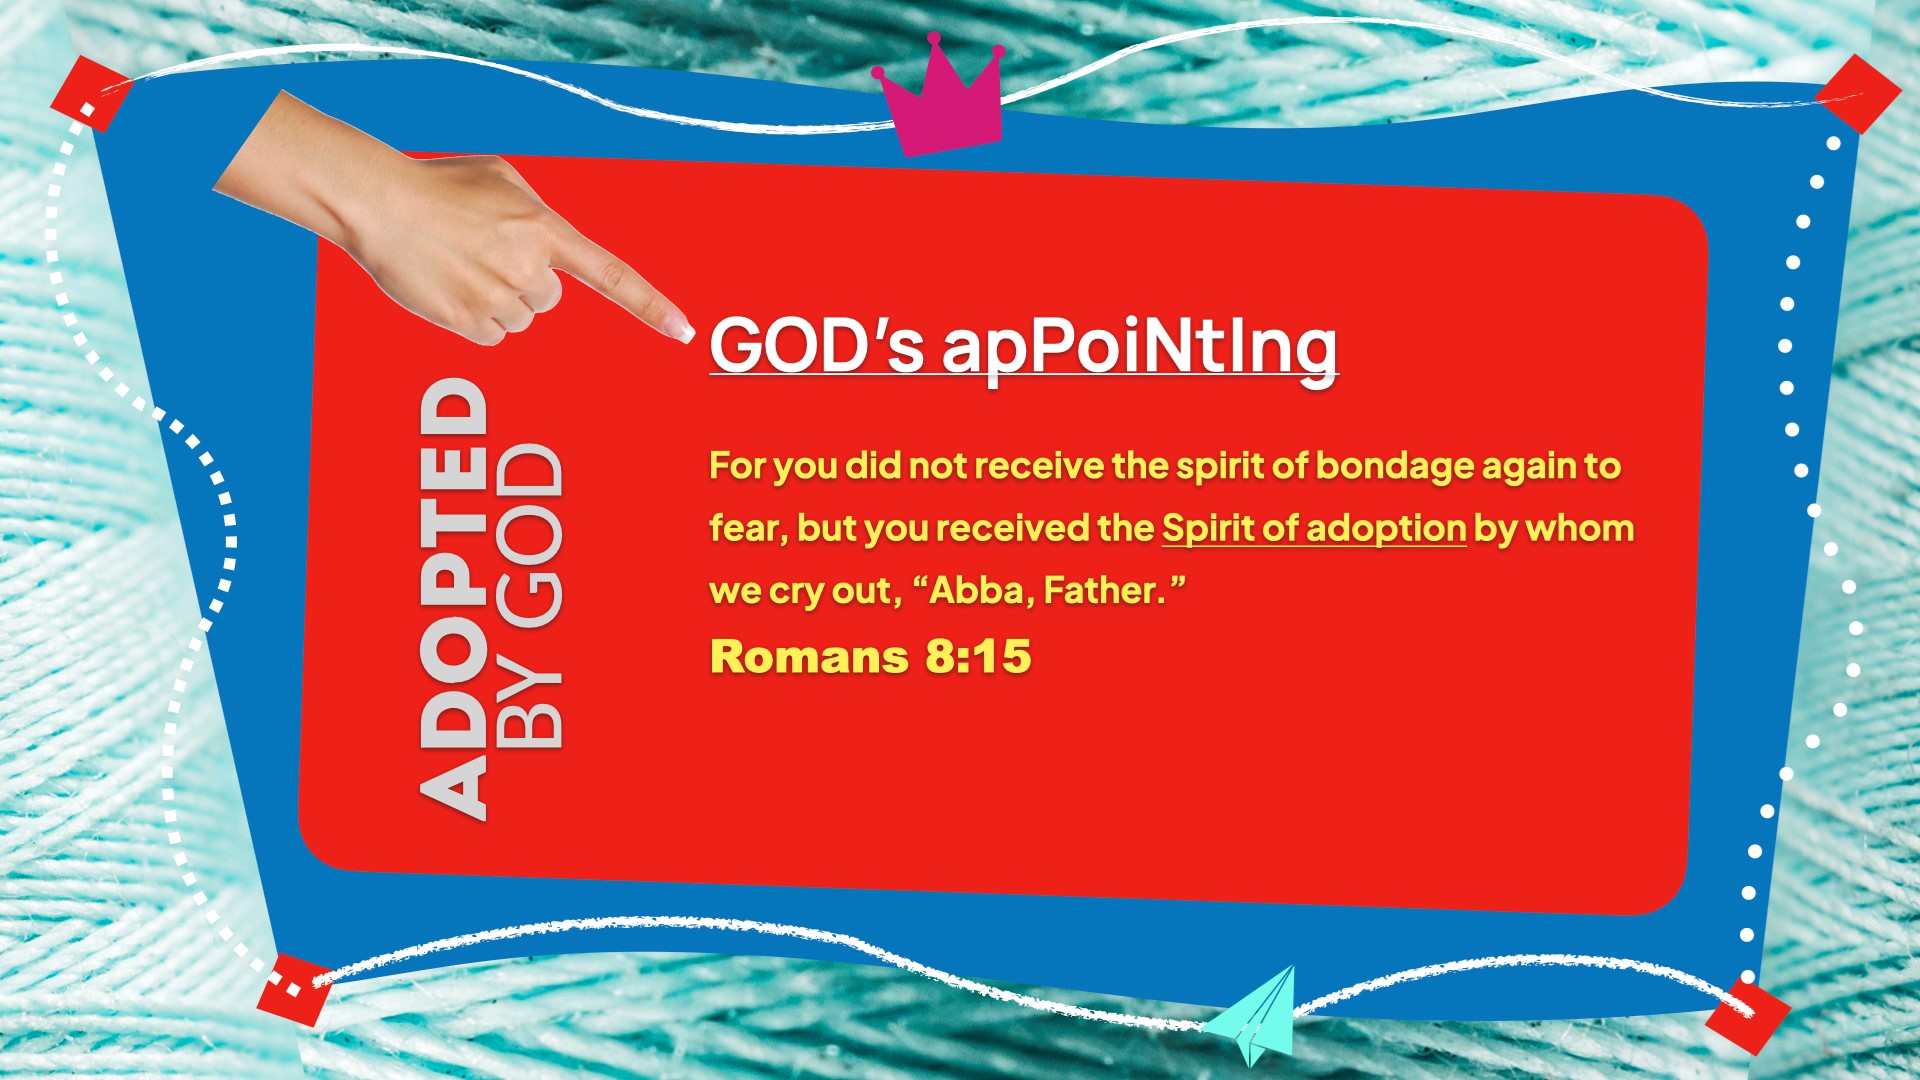 ADOPTED
BY GOD
GOD's apPoiNtIng
For you did not receive the spirit of bondage again to
fear, but you received the Spirit of adoption by whom
we cry out, “Abba, Father.”
Romans 8:15